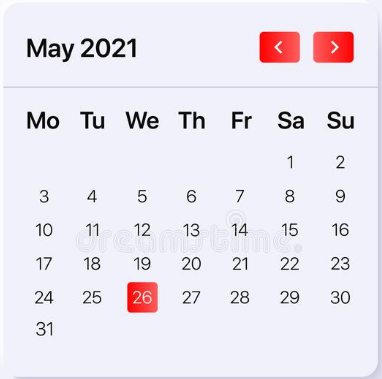 May 2021
Mo Tu We Th Fr Sa Su
1 2
3 4 5 6 7 8 9
10 11 12 13 14 15 16
dreamstime.
17 18 19 20 21 22 23
24 25 26 27 28 29 30
31